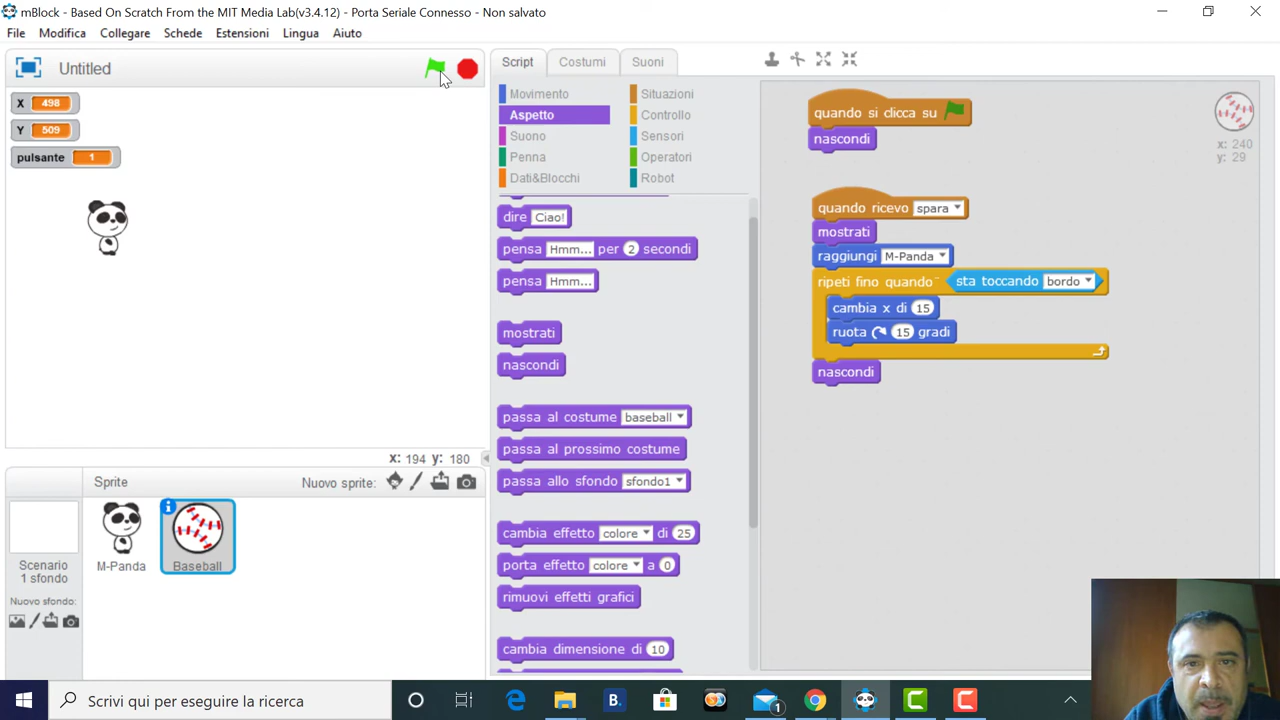 mBlock - Based On Scratch From the MIT Media Lab(v3.4.12) - Porta Seriale Connesso - Non salvato
File Modifica Collegare Schede Estensioni Lingua Aiuto
Untitled
X 498
Y 509
pulsante 1
x: 194 y: 180
Sprite Nuovo sprite:
Scenario
1 sfondo
Nuovo sfondo:
M-Panda
Baseball
Script Costumi Suoni
Movimento Situazioni
Aspetto Controllo
Suono Sensori
Penna Operatori
Dati&Blocchi Robot
dire Ciao!
pensa Hmm... per 2 secondi
pensa Hmm...
mostrati
nascondi
passa al costume baseball
passa al prossimo costume
passa allo sfondo sfondo1
cambia effetto colore di 25
porta effetto colore a 0
rimuovi effetti grafici
cambia dimensione di 10
quando si clicca su
nascondi
quando ricevo spara
mostrati
raggiungi M-Panda
ripeti fino quando sta toccando bordo
cambia x di 15
ruota 15 gradi
nascondi
x: 240
y: 29
Scrivi qui per eseguire la ricerca
B.
1
C C